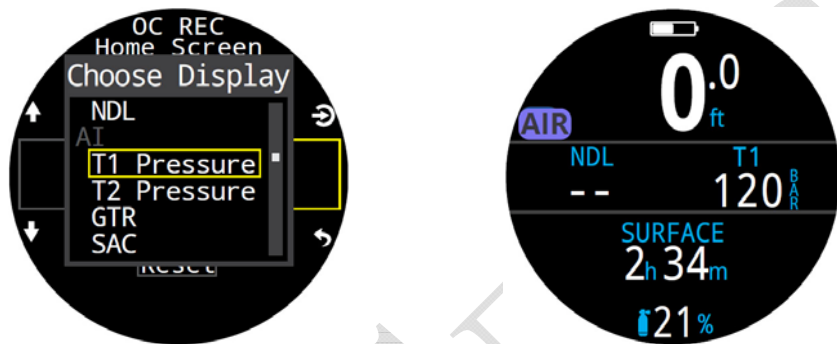 OC REC
Home Screen
Choose Display
NDL
AI
T1 Pressure
T2 Pressure
GTR
SAC
Reset
0.0
ft
AIR
NDL T1
-- 120 BAR
SURFACE
2h 34m
21%